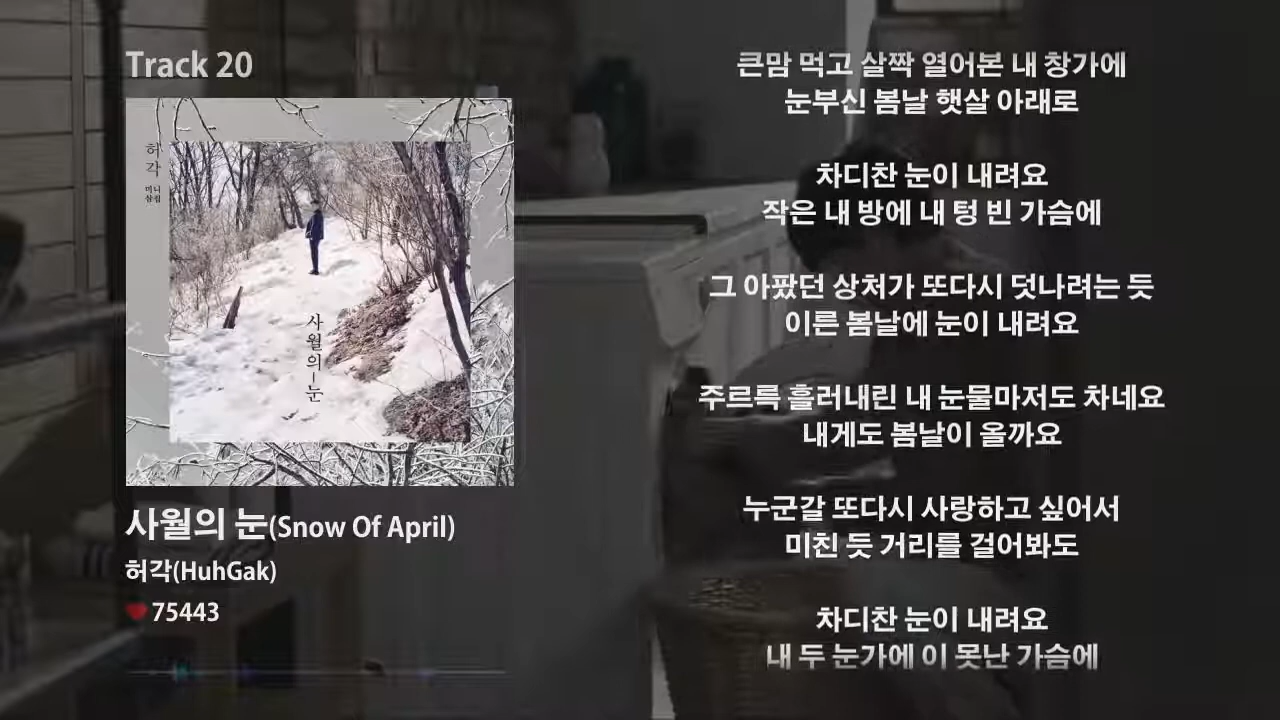 Track 20
허각
미니
삼집
사월의 눈
사월의 눈(Snow Of April)
허각(HuhGak)
75443
큰맘 먹고 살짝 열어본 내 창가에
눈부신 봄날 햇살 아래로
차디찬 눈이 내려요
작은 내 방에 내 텅 빈 가슴에
그 아팠던 상처가 또다시 덧나려는 듯
이른 봄날에 눈이 내려요
주르륵 흘러내린 내 눈물마저도 차네요
내게도 봄날이 올까요
누군갈 또다시 사랑하고 싶어서
미친 듯 거리를 걸어봐도
차디찬 눈이 내려요
내 두 눈가에 이 못난 가슴에